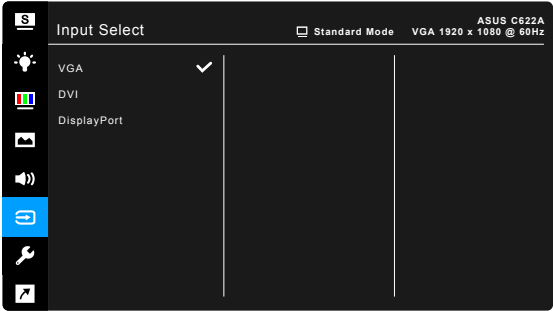 S
Input Select
Standard Mode
ASUS C622A
VGA 1920 x 1080 @ 60Hz
VGA
DVI
DisplayPort